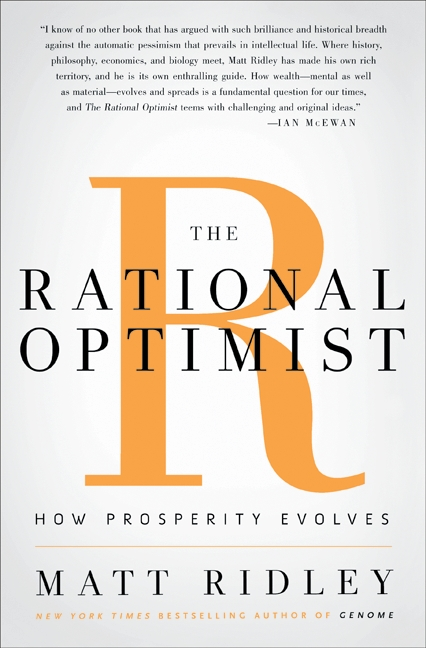 “I know of no other book that has argued with such brilliance and historical breadth
against the automatic pessimism that prevails in intellectual life. Where history,
philosophy, economics, and biology meet, Matt Ridley has made his own rich
territory, and he is its own enthralling guide. How wealth—mental as well
as material—evolves and spreads is a fundamental question for our times,
and The Rational Optimist teems with challenging and original ideas.”
—IAN McEWAN
R
THE
RATIONAL
OPTIMIST
HOW PROSPERITY EVOLVES
MATT RIDLEY
NEW YORK TIMES BESTSELLING AUTHOR OF GENOME